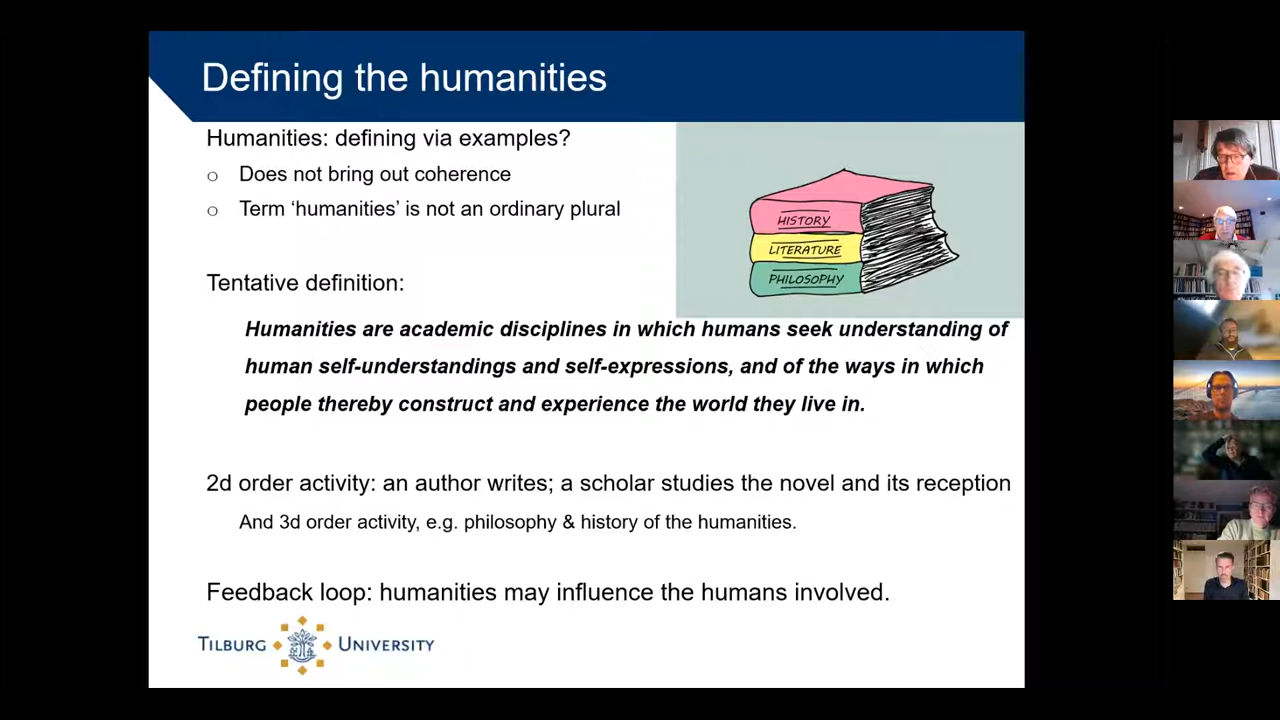 Defining the humanities
Humanities: defining via examples?
o Does not bring out coherence
o Term ‘humanities’ is not an ordinary plural
HISTORY
LITERATURE
PHILOSOPHY
Tentative definition:
Humanities are academic disciplines in which humans seek understanding of
human self-understandings and self-expressions, and of the ways in which
people thereby construct and experience the world they live in.
2d order activity: an author writes; a scholar studies the novel and its reception
And 3d order activity, e.g. philosophy & history of the humanities.
Feedback loop: humanities may influence the humans involved.
TILBURG UNIVERSITY